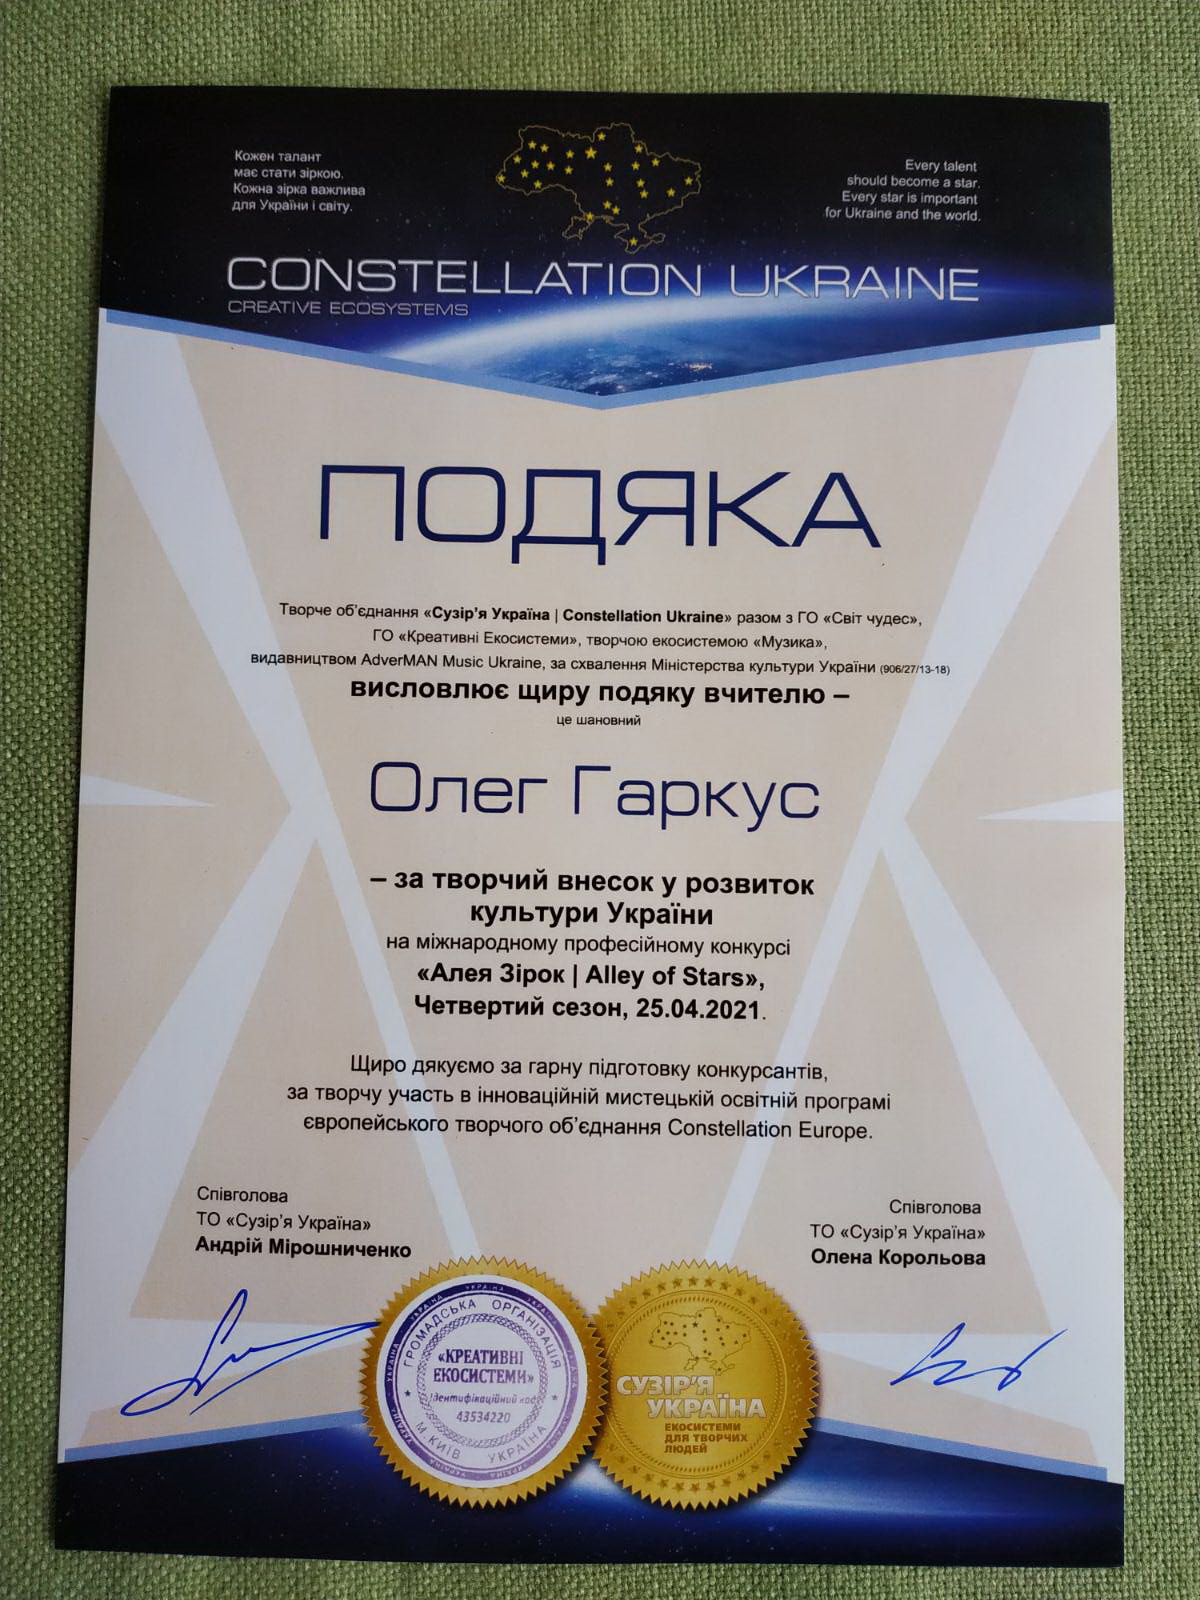 Кожен талант
має стати зіркою.
Кожна зірка важлива
для України і світу.
Every talent
should become a star.
Every star is important
for Ukraine and the world.
CONSTELLATION UKRAINE
CREATIVE ECOSYSTEMS
ПОДЯКА
Творче об'єднання «Сузір'я Україна | Constellation Ukraine» разом з ГО «Світ чудес»,
ГО «Креативні Екосистеми», творчою екосистемою «Музика»,
видавництвом AdverMAN Music Ukraine, за схвалення Міністерства культури України (906/27/13-18)
висловлює щиру подяку вчителю –
це шановний
Олег Гаркус
– за творчий внесок у розвиток
культури України
на міжнародному професійному конкурсі
«Алея Зірок | Alley of Stars»,
Четвертий сезон, 25.04.2021.
Щиро дякуємо за гарну підготовку конкурсантів,
за творчу участь в інноваційній мистецькій освітній програмі
європейського творчого об'єднання Constellation Europe.
Співголова
ТО «Сузір'я Україна»
Андрій Мірошниченко
Співголова
ТО «Сузір'я Україна»
Олена Корольова
ГРОМАДСЬКА ОРГАНІЗАЦІЯ
«КРЕАТИВНІ
ЕКОСИСТЕМИ»
Ідентифікаційний код
43534220
М.КИЇВ УКРАЇНА
СУЗІР'Я
УКРАЇНА
ЕКОСИСТЕМИ
ДЛЯ ТВОРЧИХ
ЛЮДЕЙ